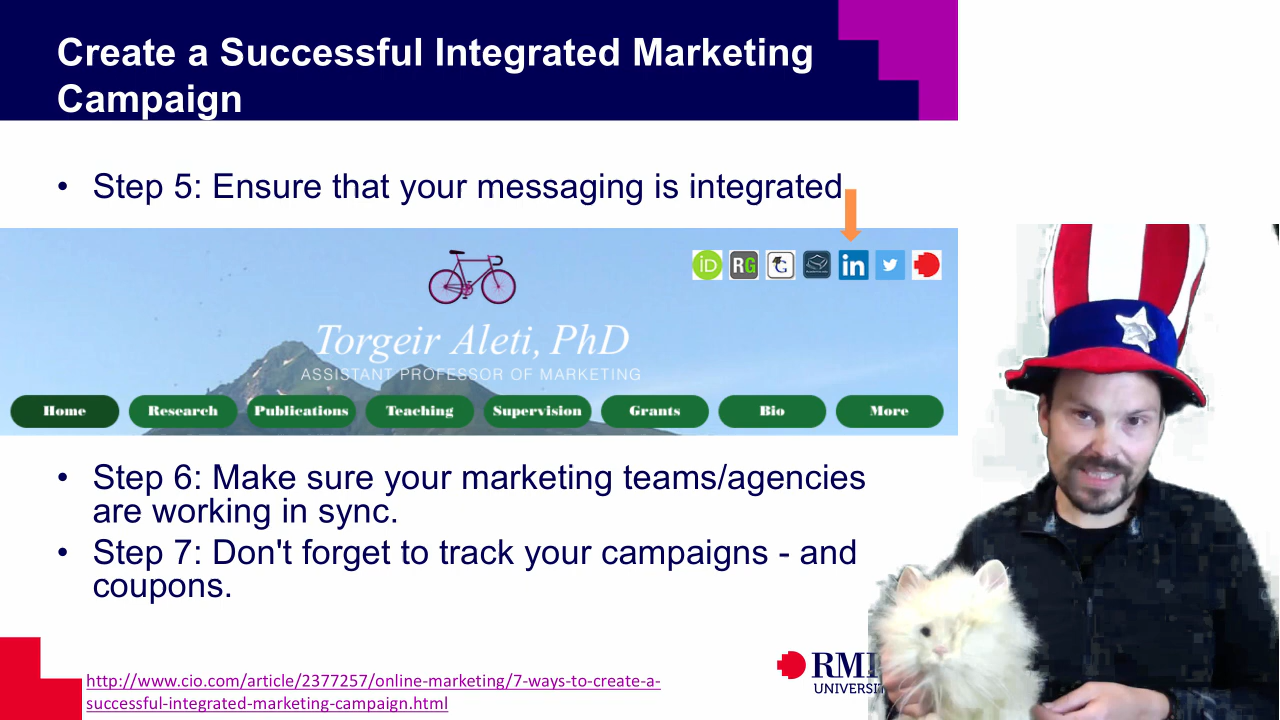 Create a Successful Integrated Marketing
Campaign
• Step 5: Ensure that your messaging is integrated
iD RG G in
Torgeir Aleti, PhD
ASSISTANT PROFESSOR OF MARKETING
Home Research Publications Teaching Supervision Grants Bio More
• Step 6: Make sure your marketing teams/agencies
are working in sync.
• Step 7: Don't forget to track your campaigns - and
coupons.
RMI
UNIVERSIT
http://www.cio.com/article/2377257/online-marketing/7-ways-to-create-a-
successful-integrated-marketing-campaign.html